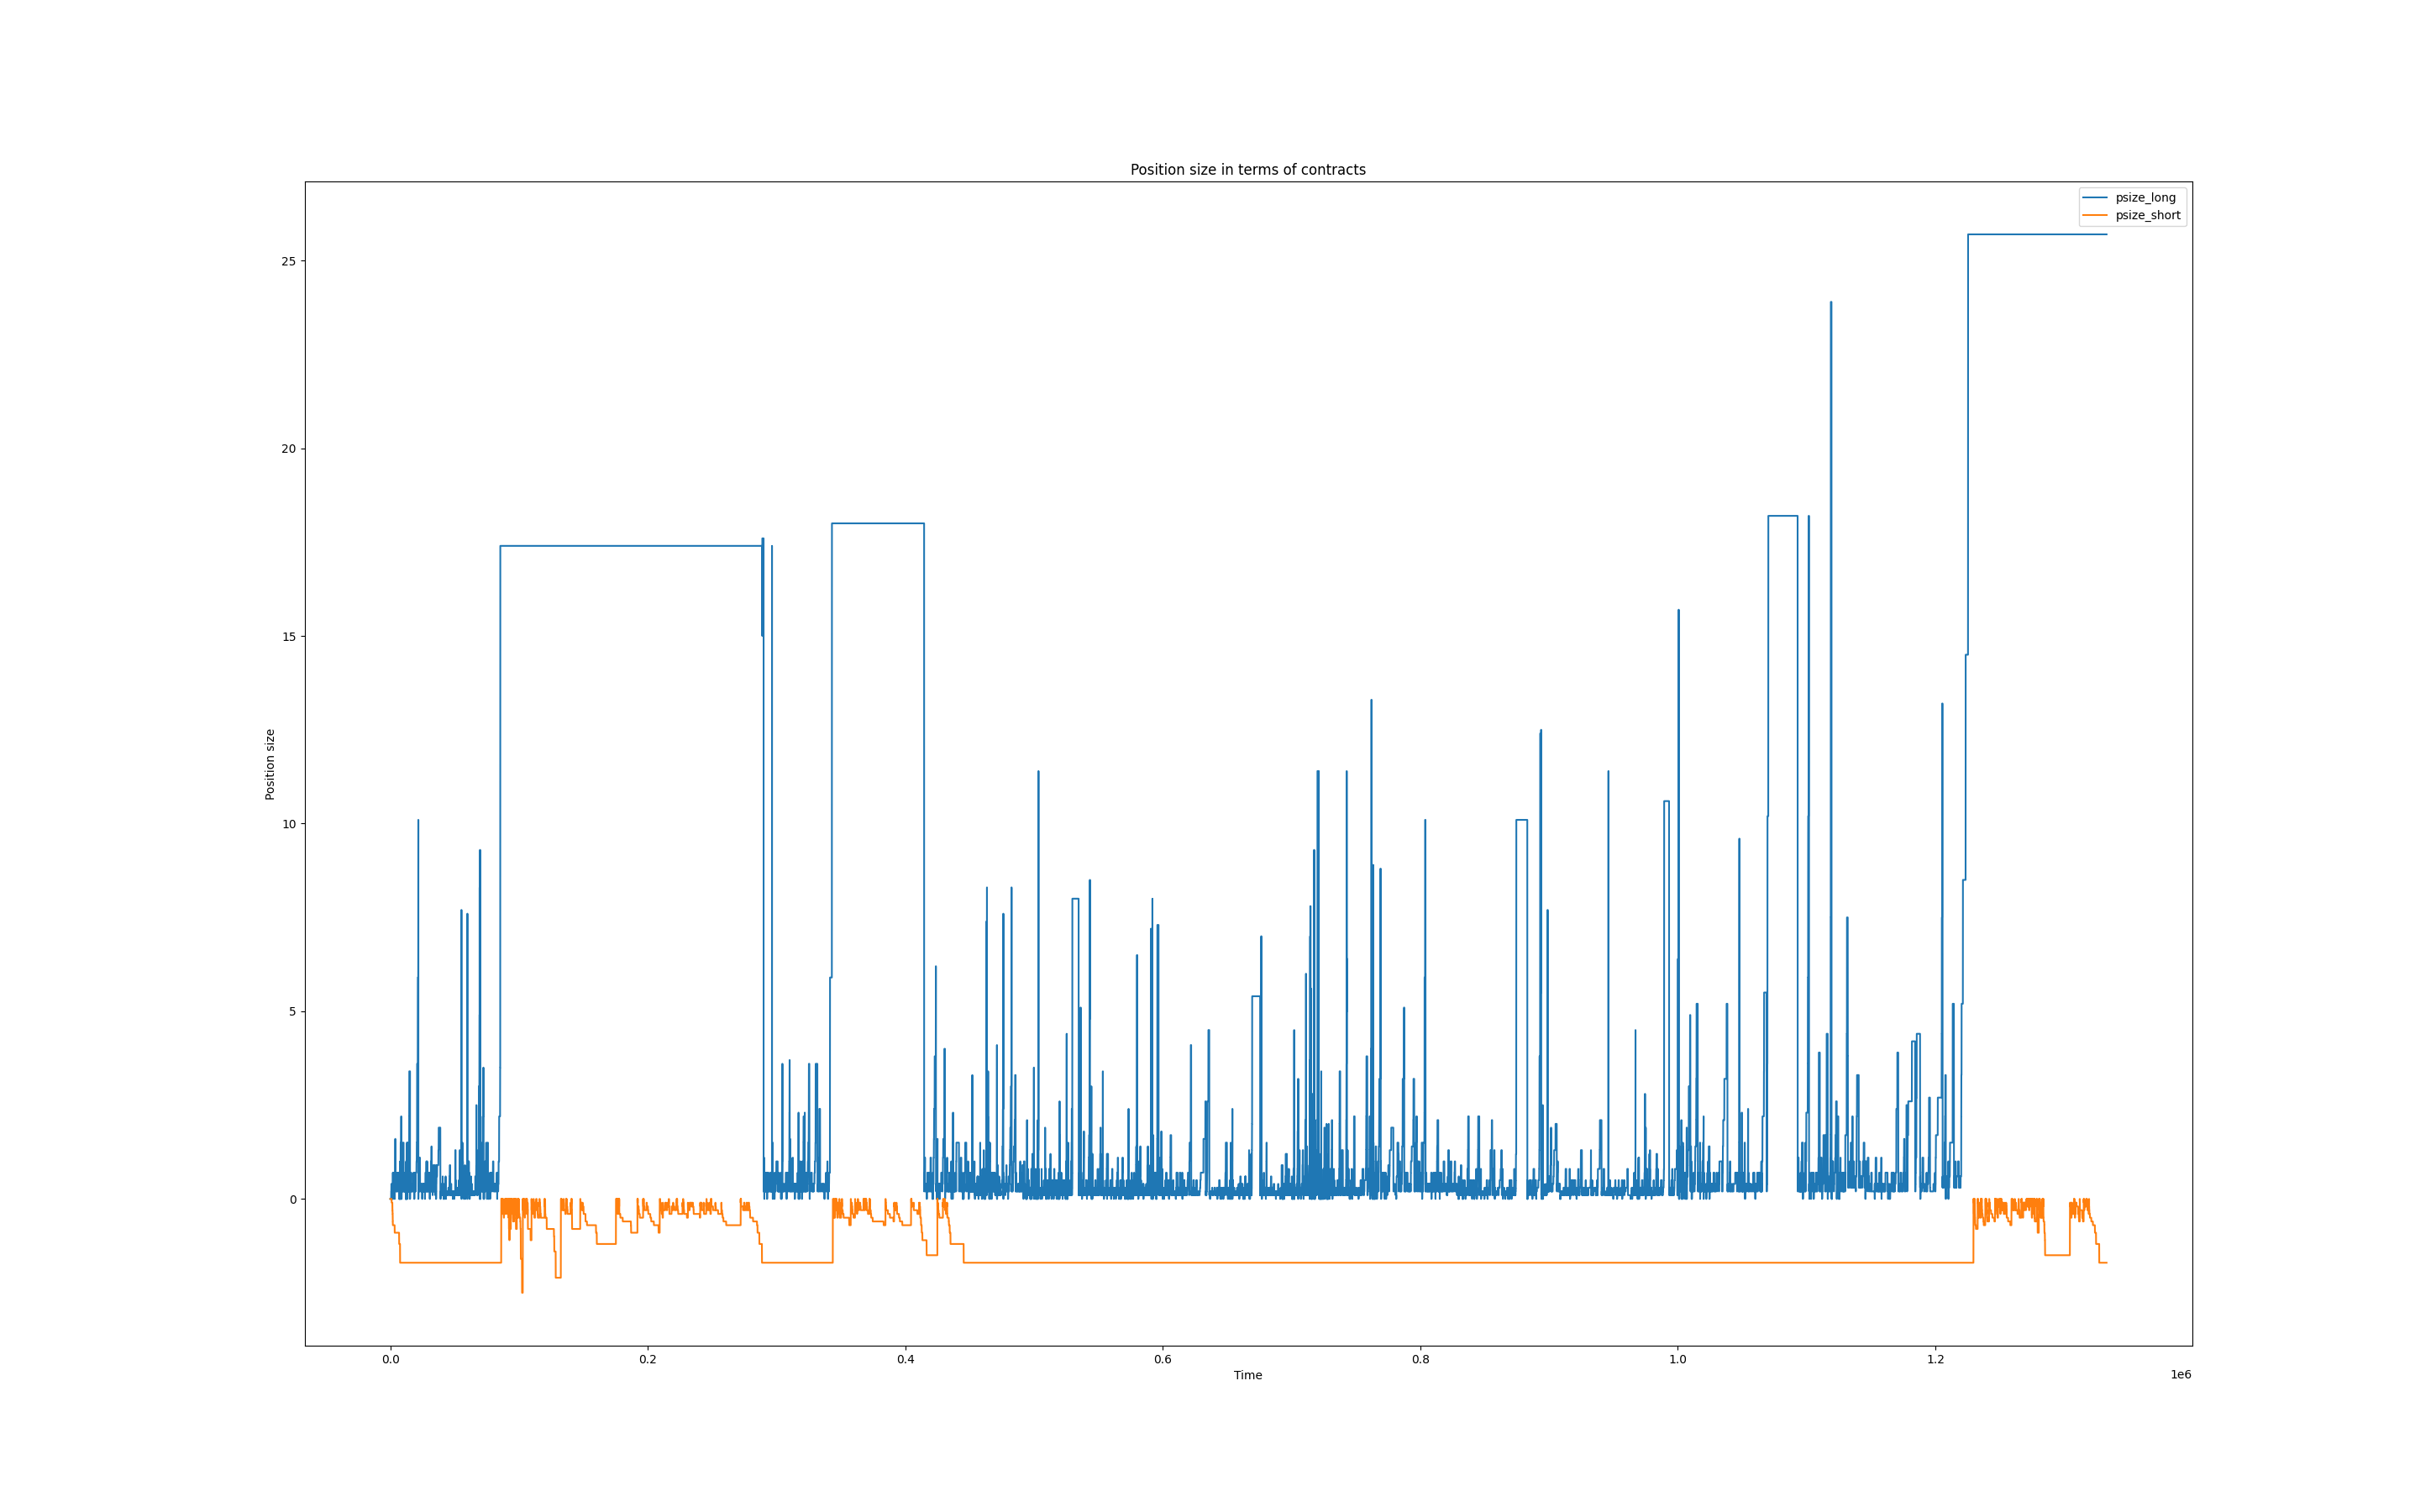 Position size in terms of contracts
psize_long
psize_short
25
20
15
10
5
0
Position size
0.0 0.2 0.4 0.6 0.8 1.0 1.2
Time
1e6